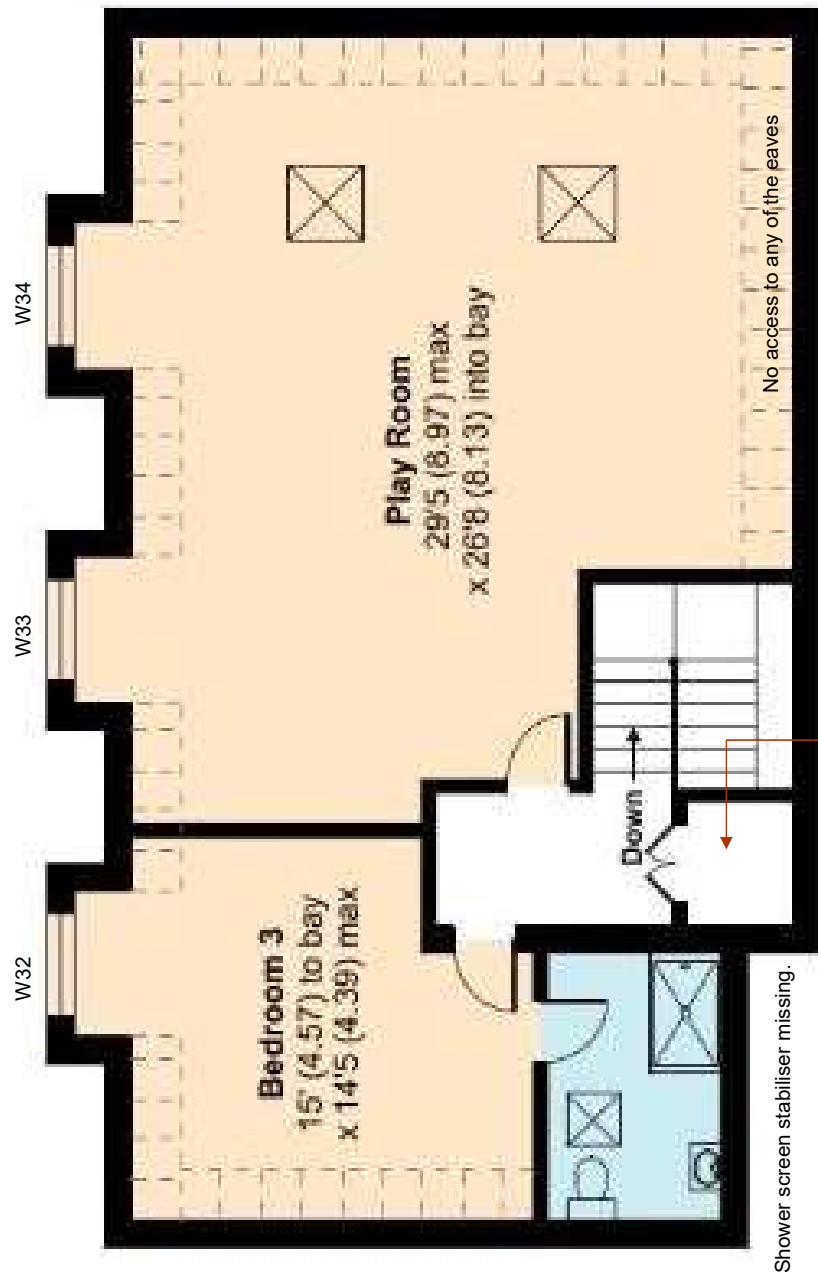 W32
W33
W34
Bedroom 3
15' (4.57) to bay
x 14'5 (4.39) max
Play Room
29'5 (8.97) max
x 26'8 (8.13) into bay
Down
No access to any of the eaves
Shower screen stabiliser missing.